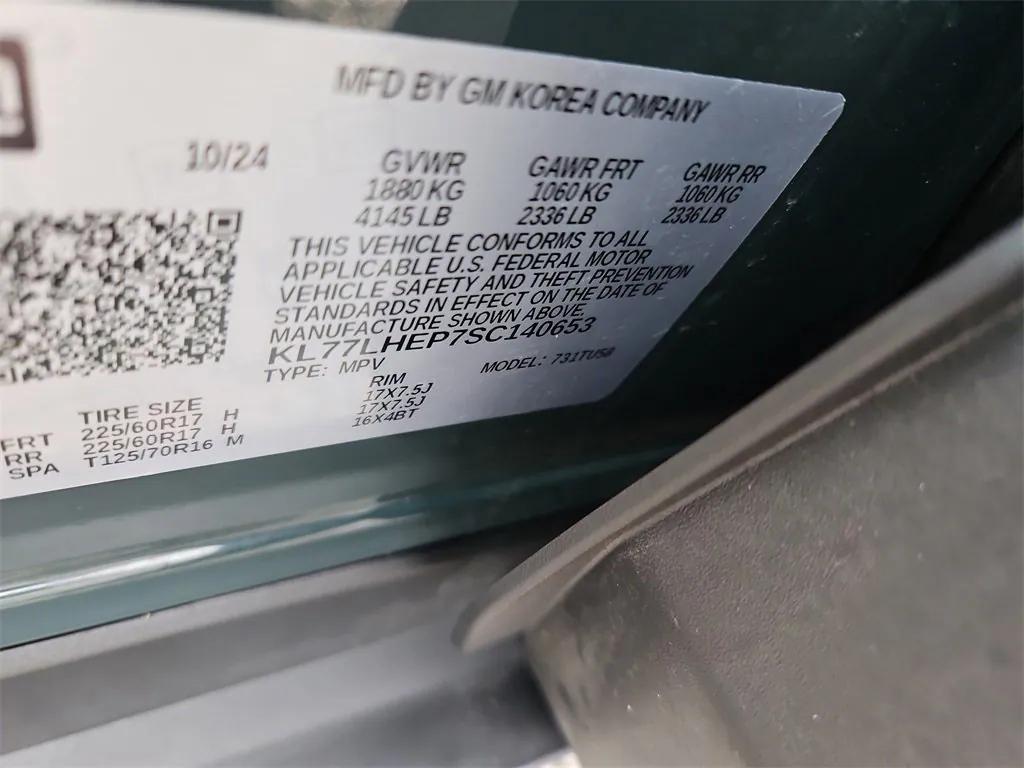 MFD BY GM KOREA COMPANY
10/24 GVWR GAWR FRT GAWR RR
1880 KG 1060 KG 1060 KG
4145 LB 2336 LB 2336 LB
THIS VEHICLE CONFORMS TO ALL
APPLICABLE U.S. FEDERAL MOTOR
VEHICLE SAFETY AND THEFT PREVENTION
STANDARDS IN EFFECT ON THE DATE OF
MANUFACTURE SHOWN ABOVE.
KL77LHEP7SC140653
TYPE: MPV MODEL: 731TU58
TIRE SIZE RIM
FRT 225/60R17 H 17X7.5J
RR 225/60R17 H 17X7.5J
SPA T125/70R16 M 16X4BT